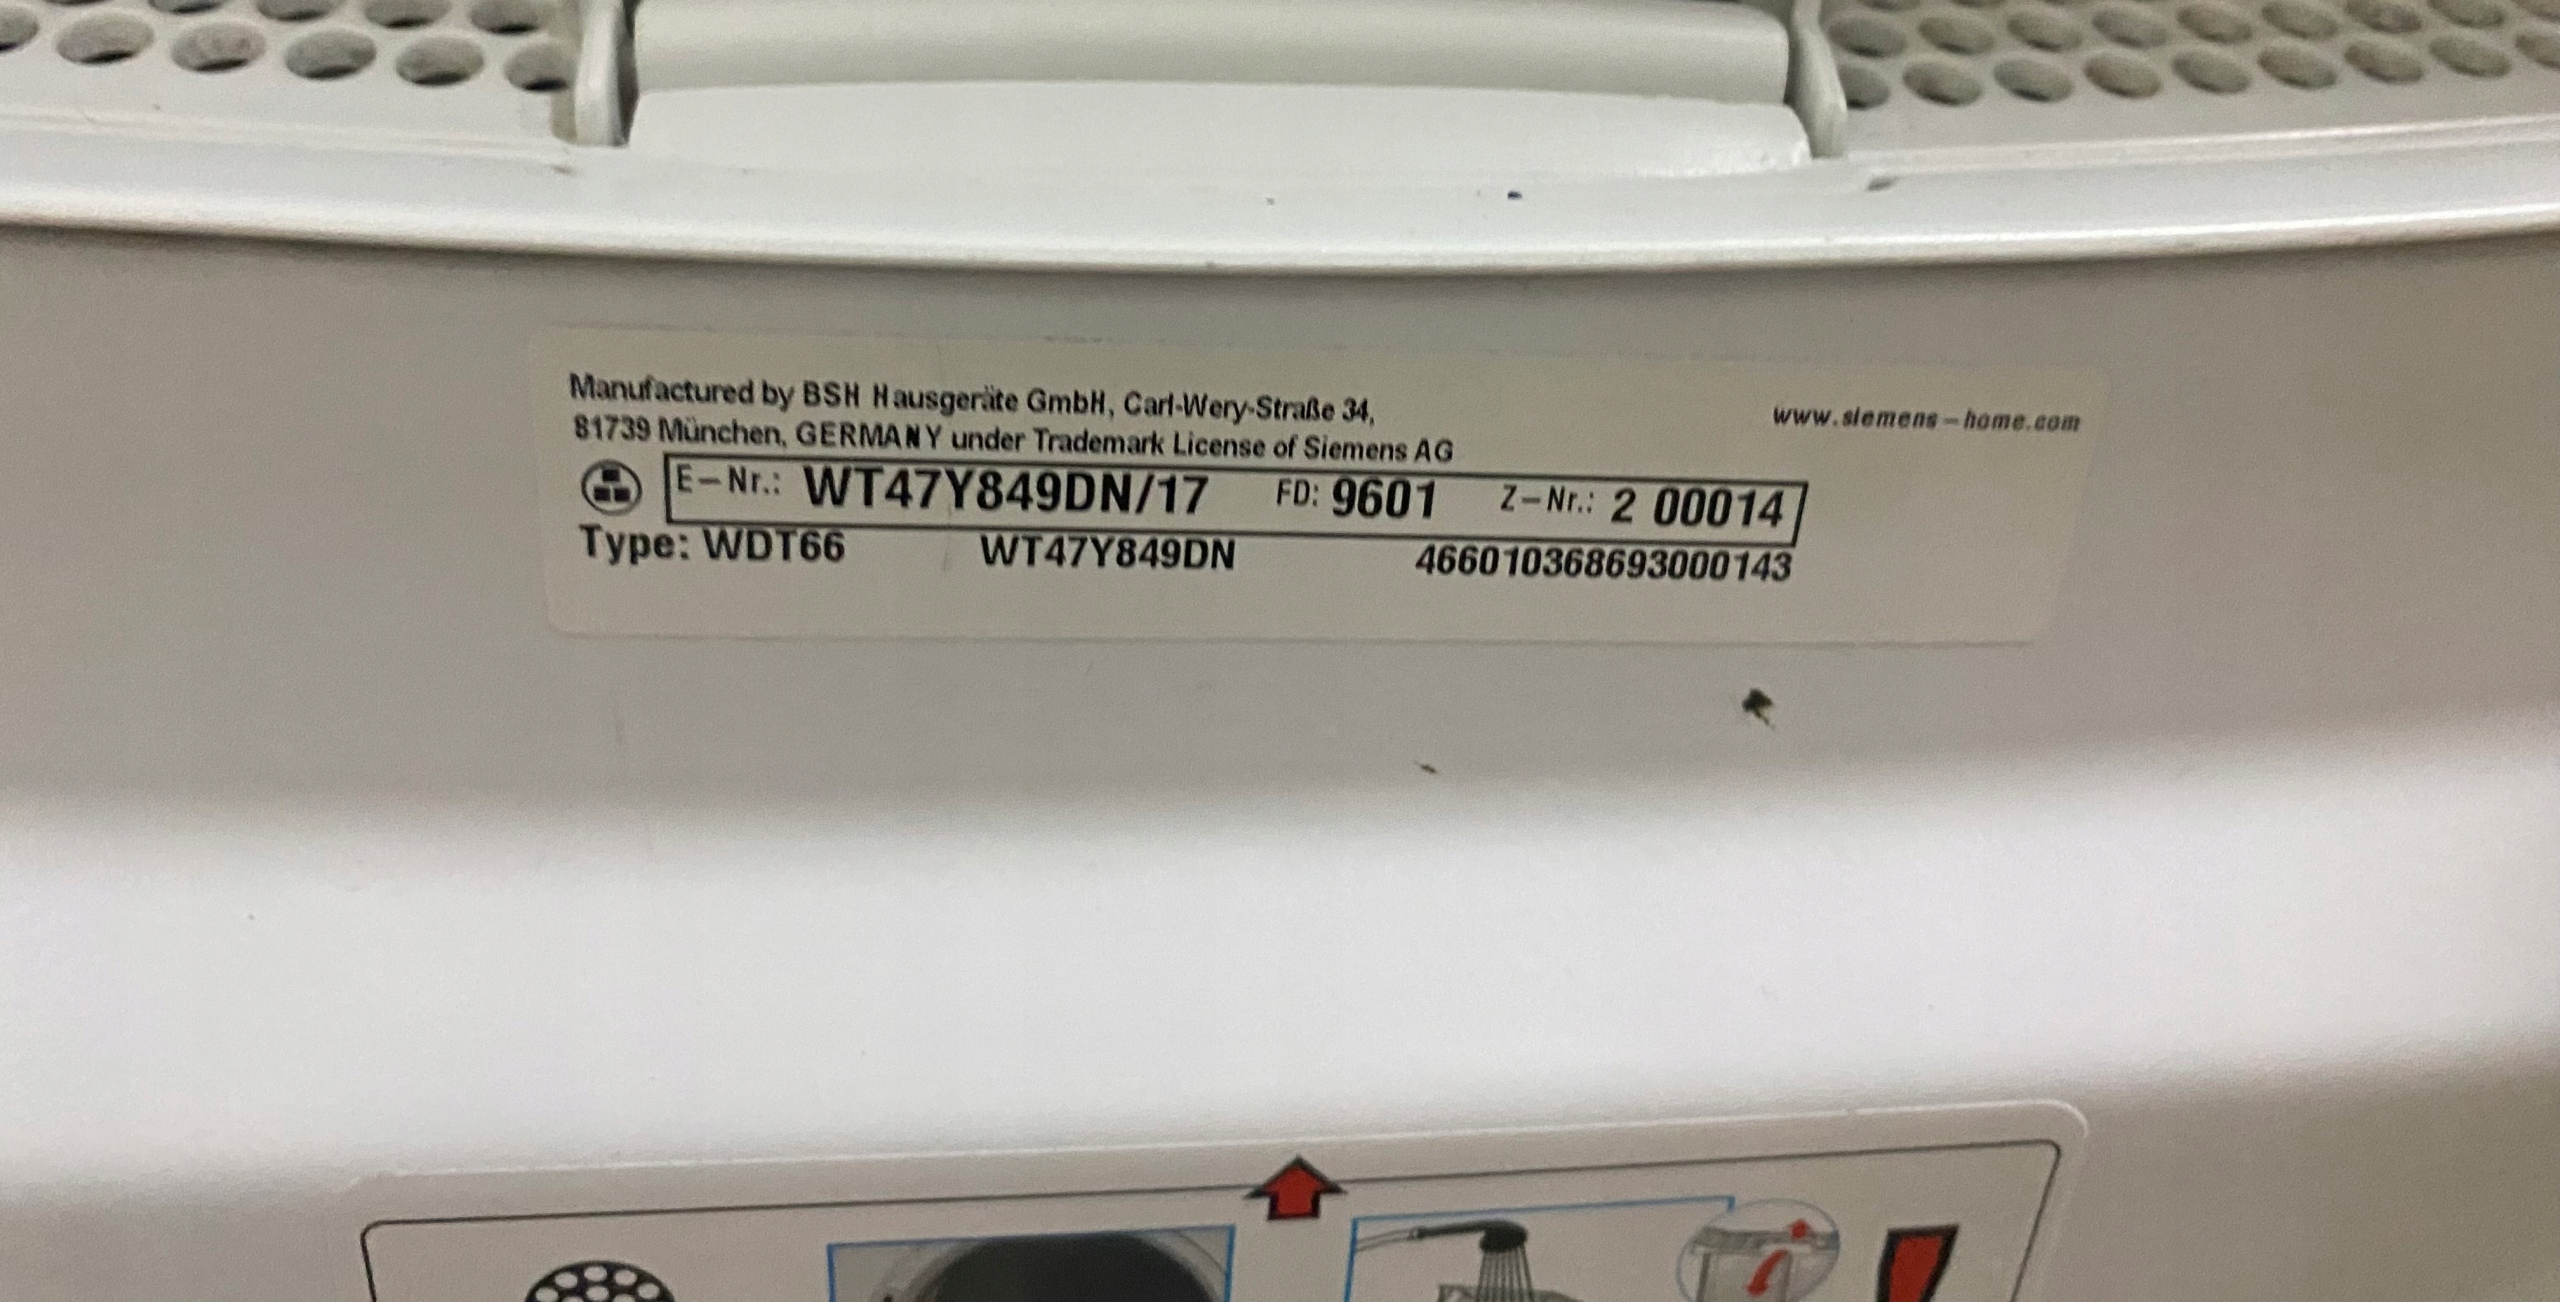 Manufactured by BSH Hausgeräte GmbH, Carl-Wery-Straße 34,
81739 München, GERMANY under Trademark License of Siemens AG
www.siemens-home.com
E-Nr.: WT47Y849DN/17 FD: 9601 Z-Nr.: 2 00014
Type: WDT66 WT47Y849DN 466010368693000143